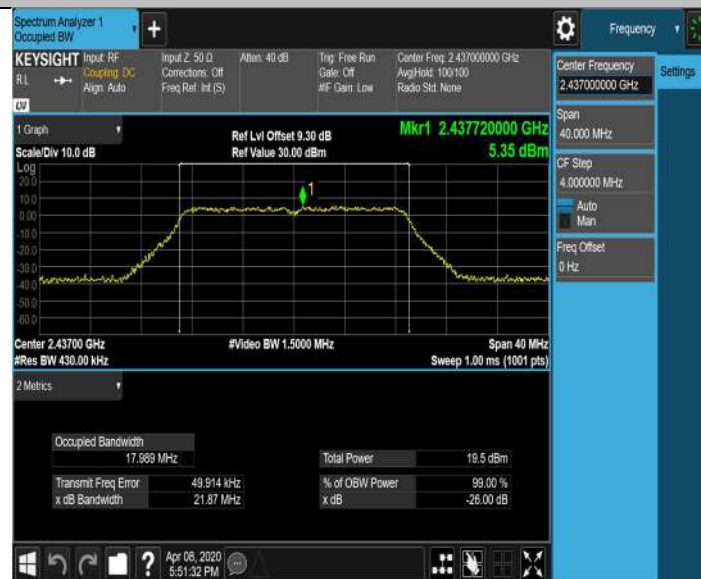 Spectrum Analyzer 1
Occupied BW
+
Frequency
KEYSIGHT Input: RF Input Z: 50 Ω Atten: 40 dB Trig: Free Run Center Freq: 2.437000000 GHz
RL Coupling: DC Corrections: Off Gate: Off Avg|Hold: 100/100
Align: Auto Freq Ref: Int (S) #IF Gain: Low Radio Std: None
Center Frequency
2.437000000 GHz
Settings
Span
40.000 MHz
CF Step
4.000000 MHz
Auto
Man
Freq Offset
0 Hz
1 Graph
Ref Lvl Offset 9.30 dB
Mkr1 2.437720000 GHz
Scale/Div 10.0 dB
Ref Value 30.00 dBm
5.35 dBm
Log
20.0
10.0
0.00
-10.0
-20.0
-30.0
-40.0
-50.0
-60.0
1
Center 2.43700 GHz #Video BW 1.5000 MHz Span 40 MHz
#Res BW 430.00 kHz Sweep 1.00 ms (1001 pts)
2 Metrics
Occupied Bandwidth
17.989 MHz
Total Power 19.5 dBm
Transmit Freq Error 49.914 kHz
% of OBW Power 99.00 %
x dB Bandwidth 21.87 MHz
x dB -26.00 dB
?
Apr 08, 2020
5:51:32 PM